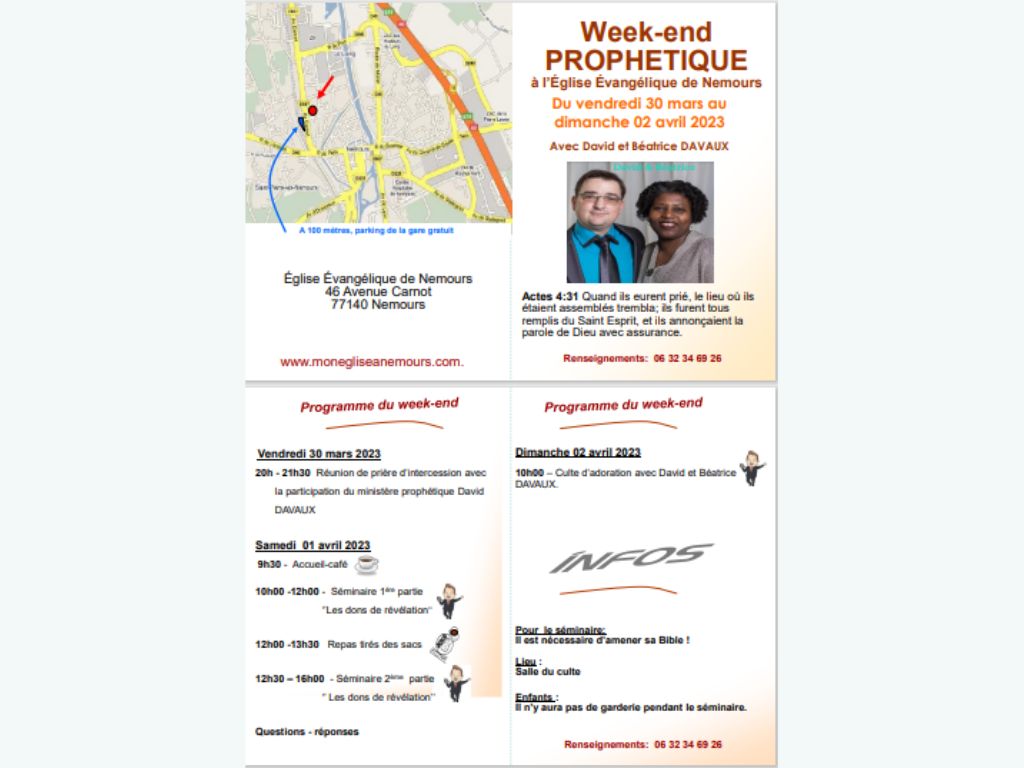 A 100 métres, parking de la gare gratuit
Église Évangélique de Nemours
46 Avenue Carnot
77140 Nemours
www.monegliseanemours.com.
Week-end
PROPHETIQUE
à l'Église Évangélique de Nemours
Du vendredi 30 mars au
dimanche 02 avril 2023
Avec David et Béatrice DAVAUX
Actes 4:31 Quand ils eurent prié, le lieu où ils
étaient assemblés trembla; ils furent tous
remplis du Saint Esprit, et ils annonçaient la
parole de Dieu avec assurance.
Renseignements: 06 32 34 69 26
Programme du week-end
Vendredi 30 mars 2023
20h - 21h30 Réunion de prière d'intercession avec
la participation du ministère prophétique David
DAVAUX
Samedi 01 avril 2023
9h30 - Accueil-café
10h00 -12h00 - Séminaire 1ère partie
"Les dons de révélation"
12h00 -13h30 Repas tirés des sacs
12h30 – 16h00 - Séminaire 2ème partie
" Les dons de révélation"
Questions - réponses
Programme du week-end
Dimanche 02 avril 2023
10h00 – Culte d'adoration avec David et Béatrice
DAVAUX.
iNFOS
Pour le séminaire:
Il est nécessaire d'amener sa Bible !
Lieu :
Salle du culte
Enfants :
Il n'y aura pas de garderie pendant le séminaire.
Renseignements: 06 32 34 69 26